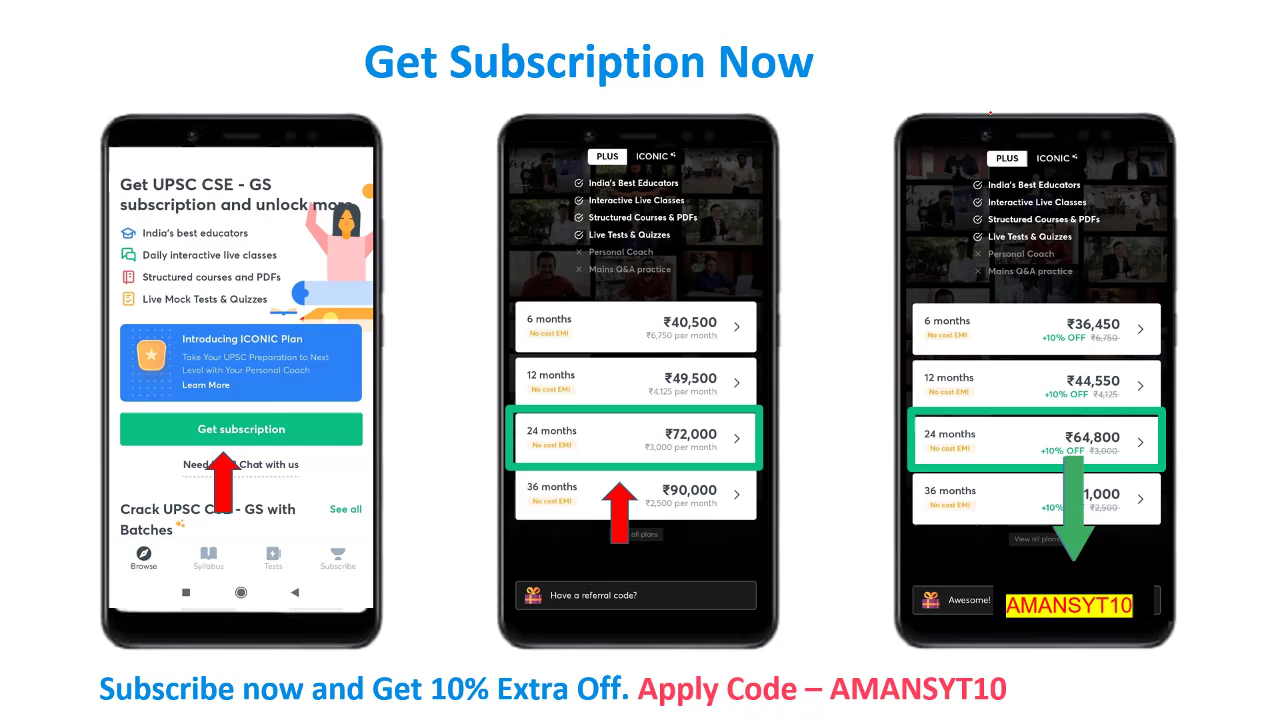 Get Subscription Now
Get UPSC CSE - GS
subscription and unlock more
India's best educators
Daily interactive live classes
Structured courses and PDFs
Live Mock Tests & Quizzes
Introducing ICONIC Plan
Take Your UPSC Preparation to Next
Level with Your Personal Coach
Learn More
Get subscription
Need Chat with us
Crack UPSC - GS with
Batches
See all
Browse
Syllabus
Tests
Subscribe
PLUS ICONIC
India's Best Educators
Interactive Live Classes
Structured Courses & PDFs
Live Tests & Quizzes
Personal Coach
Mains Q&A practice
6 months ₹40,500
No cost EMI ₹6,750 per month
12 months ₹49,500
No cost EMI ₹4,125 per month
24 months ₹72,000
No cost EMI ₹3,000 per month
36 months ₹90,000
No cost EMI ₹2,500 per month
all plans
Have a referral code?
PLUS ICONIC
India's Best Educators
Interactive Live Classes
Structured Courses & PDFs
Live Tests & Quizzes
Personal Coach
Mains Q&A practice
6 months ₹36,450
No cost EMI +10% OFF ₹6,750
12 months ₹44,550
No cost EMI +10% OFF ₹4,125
24 months ₹64,800
No cost EMI +10% OFF ₹3,000
36 months 1,000
No cost EMI +10% ₹2,500
View all plans
Awesome! AMANSYT10
Subscribe now and Get 10% Extra Off. Apply Code – AMANSYT10